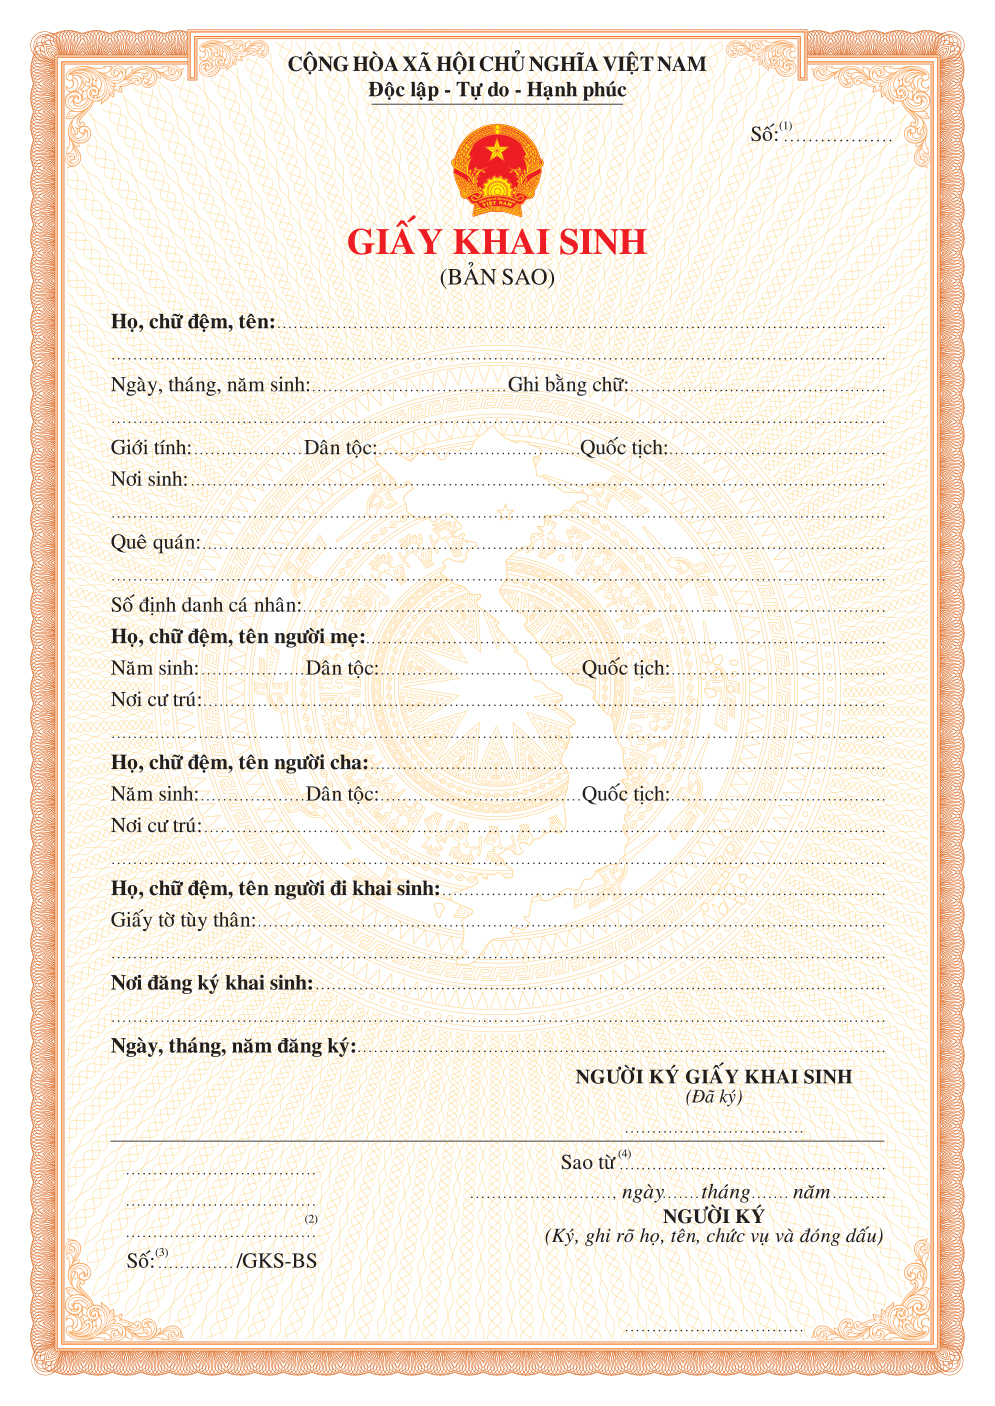 CỘNG HÒA XÃ HỘI CHỦ NGHĨA VIỆT NAM
Độc lập - Tự do - Hạnh phúc
Số:(1)..................
VIỆT NAM
GIẤY KHAI SINH
(BẢN SAO)
Họ, chữ đệm, tên:..........
..........
Ngày, tháng, năm sinh:..........Ghi bằng chữ:..........
..........
Giới tính:..........Dân tộc:..........Quốc tịch:..........
Nơi sinh:..........
..........
Quê quán:..........
..........
Số định danh cá nhân:..........
Họ, chữ đệm, tên người mẹ:..........
Năm sinh:..........Dân tộc:..........Quốc tịch:..........
Nơi cư trú:..........
..........
Họ, chữ đệm, tên người cha:..........
Năm sinh:..........Dân tộc:..........Quốc tịch:..........
Nơi cư trú:..........
..........
Họ, chữ đệm, tên người đi khai sinh:..........
Giấy tờ tùy thân:..........
..........
Nơi đăng ký khai sinh:..........
..........
Ngày, tháng, năm đăng ký:..........
NGƯỜI KÝ GIẤY KHAI SINH
(Đã ký)
..........
Sao từ(4)..........
.........., ngày.......tháng....... năm..........
NGƯỜI KÝ
(Ký, ghi rõ họ, tên, chức vụ và đóng dấu)
..........
..........
..........
(2)
..........
Số:(3)............../GKS-BS